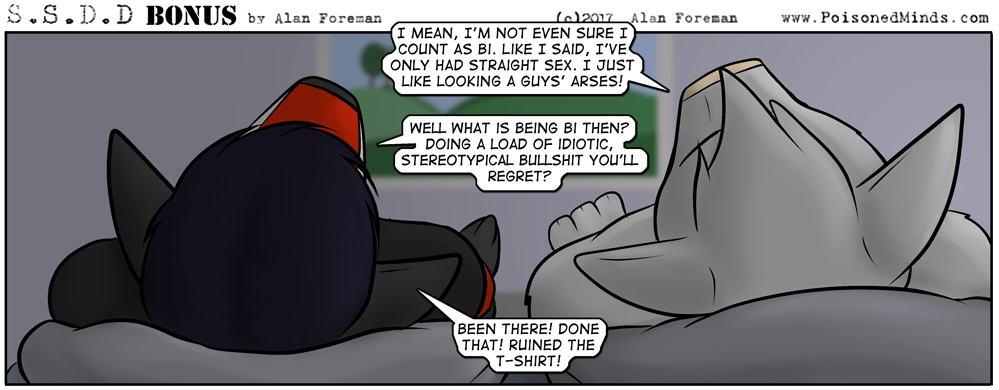 S.S.D.D BONUS by Alan Foreman (c)2017 Alan Foreman www.PoisonedMinds.com
I MEAN, I'M NOT EVEN SURE I
COUNT AS BI. LIKE I SAID, I'VE
ONLY HAD STRAIGHT SEX. I JUST
LIKE LOOKING A GUYS' ARSES!
WELL WHAT IS BEING BI THEN?
DOING A LOAD OF IDIOTIC,
STEREOTYPICAL BULLSHIT YOU'LL
REGRET?
BEEN THERE! DONE
THAT! RUINED THE
T-SHIRT!